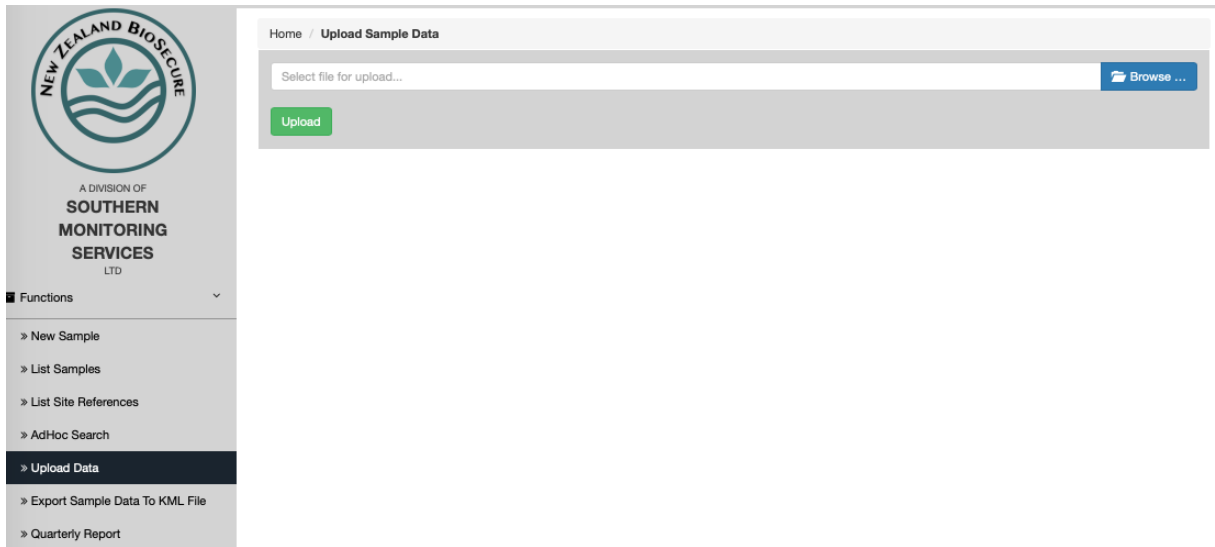 NEW ZEALAND BIOSECURE
A DIVISION OF
SOUTHERN
MONITORING
SERVICES
LTD
Functions
» New Sample
» List Samples
» List Site References
» AdHoc Search
» Upload Data
» Export Sample Data To KML File
» Quarterly Report
Home / Upload Sample Data
Select file for upload...
Browse ...
Upload